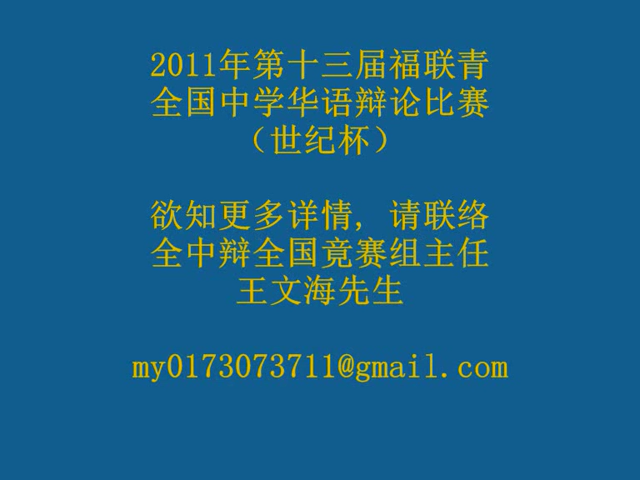 2011年第十三届福联青
全国中学华语辩论比赛
（世纪杯）
欲知更多详情, 请联络
全中辩全国竟赛组主任
王文海先生
my0173073711@gmail.com